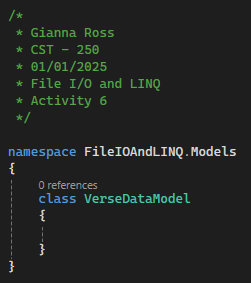 /*
 * Gianna Ross
 * CST - 250
 * 01/01/2025
 * File I/O and LINQ
 * Activity 6
 */
namespace FileIOAndLINQ.Models
{
0 references
class VerseDataModel
{
}
}